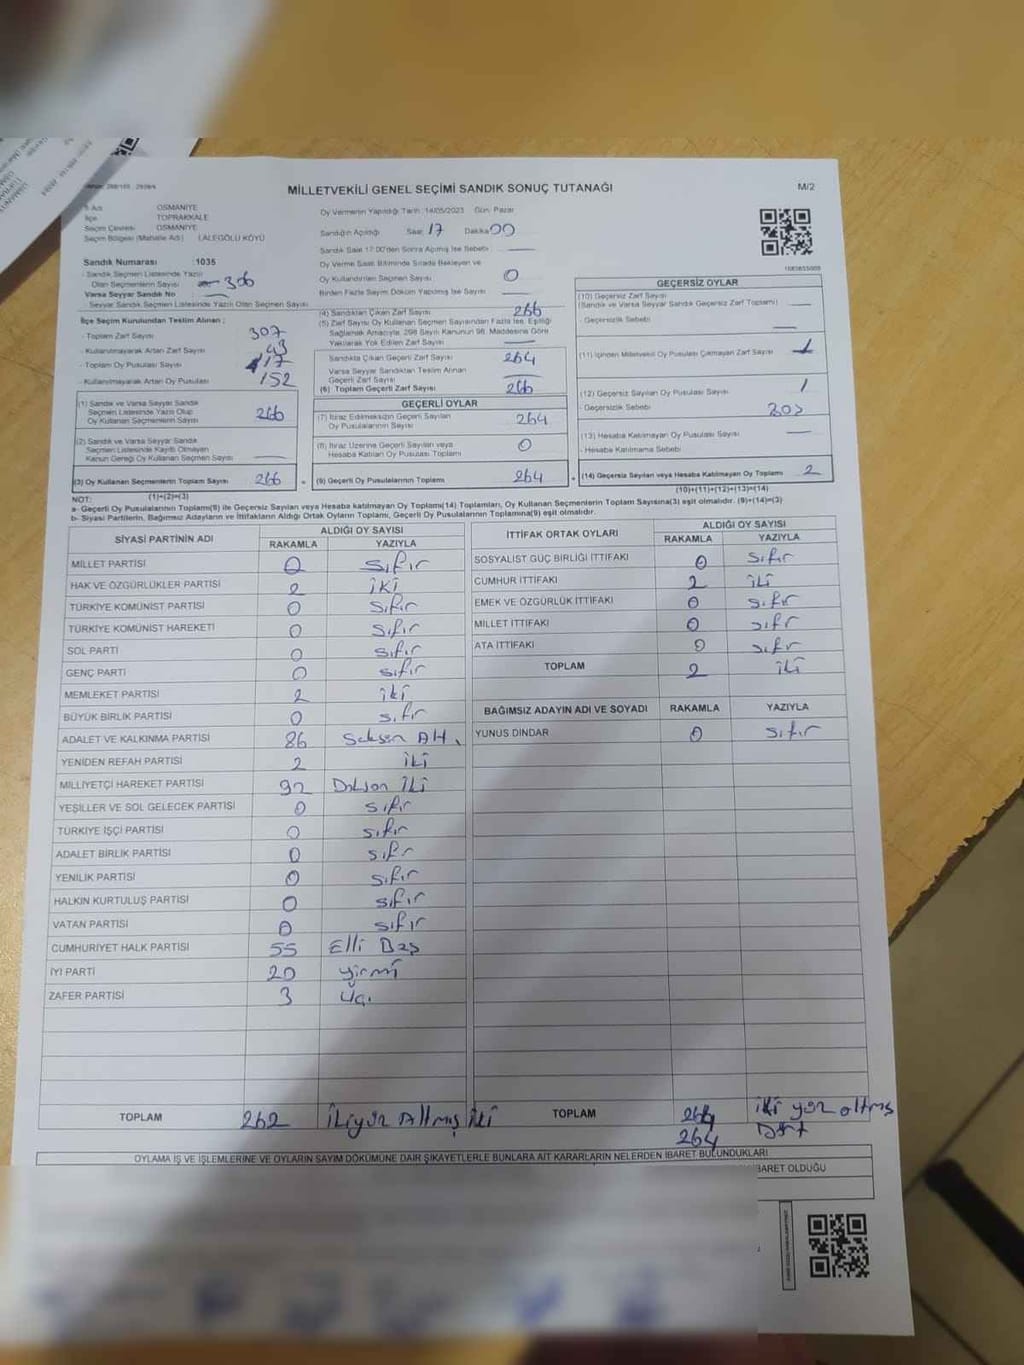 MİLLETVEKİLİ GENEL SEÇİMİ SANDIK SONUÇ TUTANAĞI
M/2
İli Adı OSMANİYE
İlçe TOPRAKKALE
Seçim Çevresi OSMANİYE
Seçim Bölgesi (Mahalle Adı) LALEGÖLÜ KÖYÜ
Sandık Numarası :1035
- Sandık Seçmen Listesinde Yazılı Olan Seçmenlerin Sayısı 306
Varsa Seyyar Sandık No
Seyyar Sandık Seçmen Listesinde Yazılı Olan Seçmen Sayısı
İlçe Seçim Kurulundan Teslim Alınan ;
- Toplam Zarf Sayısı 307
- Kullanılmayarak Artan Zarf Sayısı 43
- Toplam Oy Pusulası Sayısı
- Kullanılmayarak Artan Oy Pusulası 152
(1) Sandık ve Varsa Seyyar Sandık
Seçmen Listesinde Yazılı Olup
Oy Kullanan Seçmenlerin Sayısı 266
(2) Sandık ve Varsa Seyyar Sandık
Seçmen Listesinde Kayıtlı Olmayan
Kanun Gereği Oy Kullanan Seçmen Sayısı
(3) Oy Kullanan Seçmenlerin Toplam Sayısı 266
(1)+(2)=(3)
Oy Vermenin Yapıldığı Tarih :14/05/2023 Gün: Pazar
Sandığın Açıldığı Saat 17 Dakika 00
Sandık Saat 17:00'den Sonra Açılmış İse Sebebi
Oy Verme Saati Bitiminde Sırada Bekleyen ve
Oy Kullandırılan Seçmen Sayısı 0
Birden Fazla Sayım Döküm Yapılmış İse Sayısı
(4) Sandıktan Çıkan Zarf Sayısı 266
(5) Zarf Sayısı Oy Kullanan Seçmen Sayısından Fazla İse, Eşitliği
Sağlamak Amacıyla, 298 Sayılı Kanunun 98. Maddesine Göre
Yakılarak Yok Edilen Zarf Sayısı
Sandıkta Çıkan Geçerli Zarf Sayısı 264
Varsa Seyyar Sandıktan Teslim Alınan
Geçerli Zarf Sayısı
(6) Toplam Geçerli Zarf Sayısı 266
GEÇERLİ OYLAR
(7) İtiraz Edilmeksizin Geçerli Sayılan
Oy Pusulalarının Sayısı 264
(8) İtiraz Üzerine Geçerli Sayılan veya
Hesaba Katılan Oy Pusulası Toplamı 0
(9) Geçerli Oy Pusulalarının Toplamı 264
GEÇERSİZ OYLAR
(10) Geçersiz Zarf Sayısı
(Sandık ve Varsa Seyyar Sandık Geçersiz Zarf Toplamı)
- Geçersizlik Sebebi
(11) İçinden Milletvekili Oy Pusulası Çıkmayan Zarf Sayısı 1
(12) Geçersiz Sayılan Oy Pusulası Sayısı 1
- Geçersizlik Sebebi
(13) Hesaba Katılmayan Oy Pusulası Sayısı
- Hesaba Katılmama Sebebi
(14) Geçersiz Sayılan veya Hesaba Katılmayan Oy Toplamı 2
(10)+(11)+(12)+(13)=(14)
NOT:
a- Geçerli Oy Pusulalarının Toplamı(9) ile Geçersiz Sayılan veya Hesaba katılmayan Oy Toplamı(14) Toplamları, Oy Kullanan Seçmenlerin Toplam Sayısına(3) eşit olmalıdır. (9)+(14)=(3)
b- Siyasi Partilerin, Bağımsız Adayların ve İttifakların Aldığı Ortak Oyların Toplamı, Geçerli Oy Pusulalarının Toplamına(9) eşit olmalıdır.
SİYASİ PARTİNİN ADI ALDIĞI OY SAYISI
RAKAMLA YAZIYLA
MİLLET PARTİSİ 0 sıfır
HAK VE ÖZGÜRLÜKLER PARTİSİ 2 iki
TÜRKİYE KOMÜNİST PARTİSİ 0 sıfır
TÜRKİYE KOMÜNİST HAREKETİ 0 sıfır
SOL PARTİ 0 sıfır
GENÇ PARTİ 0 sıfır
MEMLEKET PARTİSİ 2 iki
BÜYÜK BİRLİK PARTİSİ 0 sıfır
ADALET VE KALKINMA PARTİSİ 86 Seksen Altı
YENİDEN REFAH PARTİSİ 2 iki
MİLLİYETÇİ HAREKET PARTİSİ 92 Doksan iki
YEŞİLLER VE SOL GELECEK PARTİSİ 0 sıfır
TÜRKİYE İŞÇİ PARTİSİ 0 sıfır
ADALET BİRLİK PARTİSİ 0 sıfır
YENİLİK PARTİSİ 0 sıfır
HALKIN KURTULUŞ PARTİSİ 0 sıfır
VATAN PARTİSİ 0 sıfır
CUMHURİYET HALK PARTİSİ 55 Elli Beş
İYİ PARTİ 20 yirmi
ZAFER PARTİSİ 3 üç
TOPLAM 262 ikiyüz Altmış iki
İTTİFAK ORTAK OYLARI ALDIĞI OY SAYISI
RAKAMLA YAZIYLA
SOSYALİST GÜÇ BİRLİĞİ İTTİFAKI 0 sıfır
CUMHUR İTTİFAKI 2 iki
EMEK VE ÖZGÜRLÜK İTTİFAKI 0 sıfır
MİLLET İTTİFAKI 0 sıfır
ATA İTTİFAKI 0 sıfır
TOPLAM 2 iki
BAĞIMSIZ ADAYIN ADI VE SOYADI RAKAMLA YAZIYLA
YUNUS DİNDAR 0 sıfır
TOPLAM 264 iki yüz altmış
264 Dört
OYLAMA İŞ VE İŞLEMLERİNE VE OYLARIN SAYIM DÖKÜMÜNE DAİR ŞİKAYETLERLE BUNLARA AİT KARARLARIN NELERDEN İBARET BULUNDUKLARI
İBARET OLDUĞU